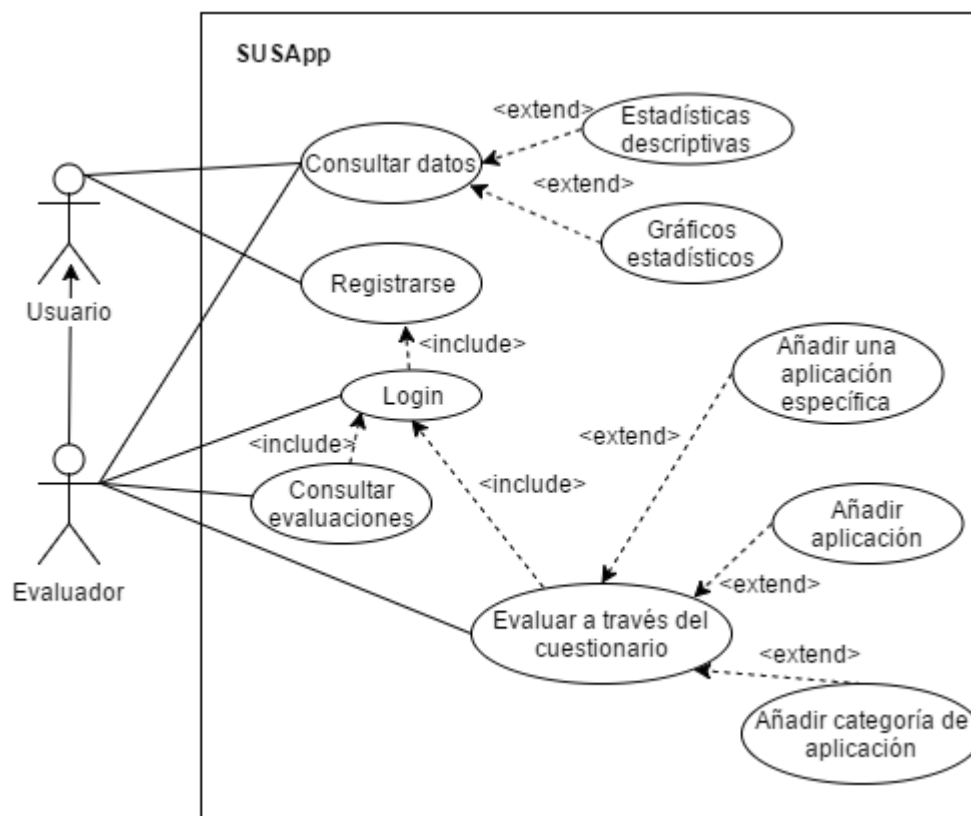 SUSApp
<extend>
Estadísticas
descriptivas
Consultar datos
<extend>
Gráficos
estadísticos
Usuario
Registrarse
<include>
Añadir una
aplicación
específica
Login
<include>
<extend>
<include>
Consultar
evaluaciones
Añadir
aplicación
Evaluador
<extend>
Evaluar a través del
cuestionario
<extend>
Añadir categoría de
aplicación